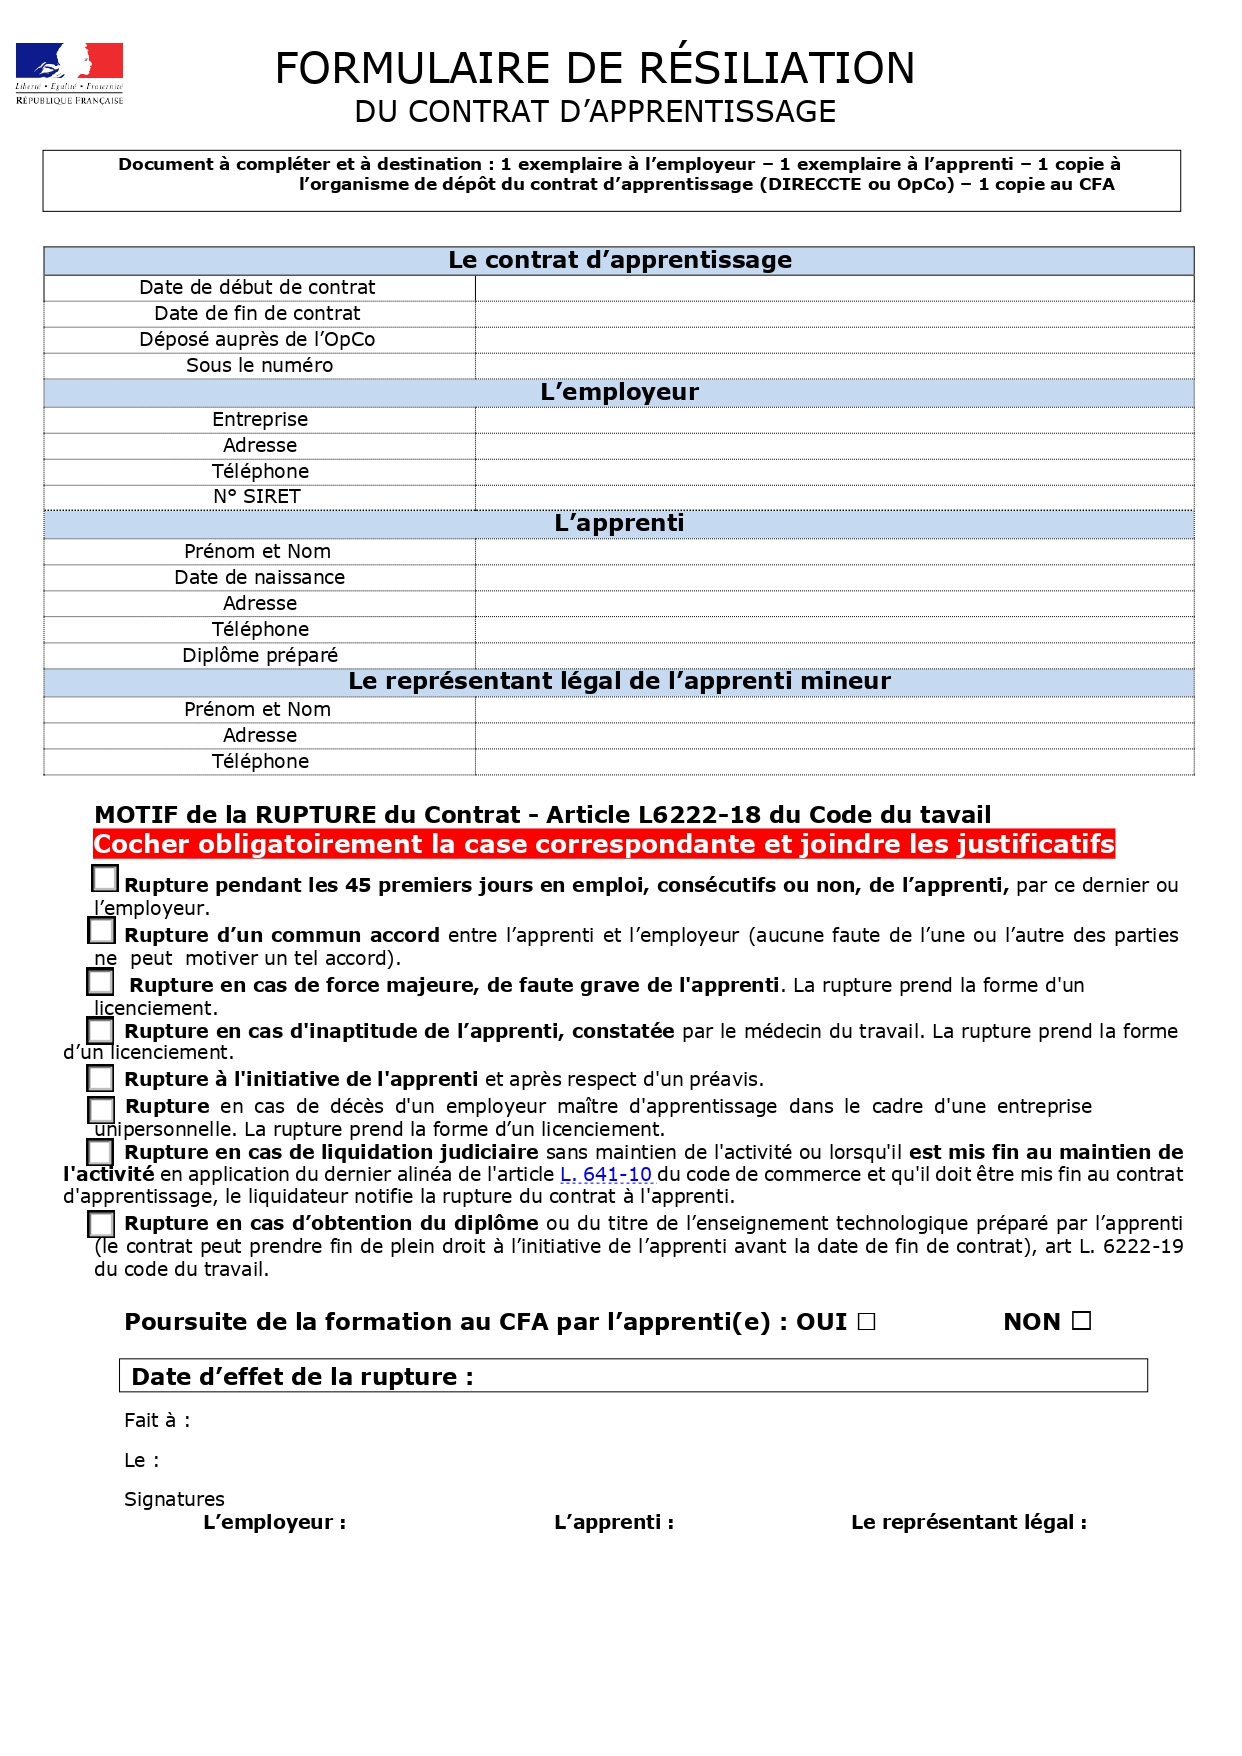 Liberté • Égalité • Fraternité
RÉPUBLIQUE FRANÇAISE
FORMULAIRE DE RÉSILIATION
DU CONTRAT D’APPRENTISSAGE
Document à compléter et à destination : 1 exemplaire à l’employeur – 1 exemplaire à l’apprenti – 1 copie à
l’organisme de dépôt du contrat d’apprentissage (DIRECCTE ou OpCo) – 1 copie au CFA
Le contrat d’apprentissage
Date de début de contrat
Date de fin de contrat
Déposé auprès de l’OpCo
Sous le numéro
L’employeur
Entreprise
Adresse
Téléphone
N° SIRET
L’apprenti
Prénom et Nom
Date de naissance
Adresse
Téléphone
Diplôme préparé
Le représentant légal de l’apprenti mineur
Prénom et Nom
Adresse
Téléphone
MOTIF de la RUPTURE du Contrat - Article L6222-18 du Code du tavail
Cocher obligatoirement la case correspondante et joindre les justificatifs
Rupture pendant les 45 premiers jours en emploi, consécutifs ou non, de l’apprenti, par ce dernier ou
l’employeur.
Rupture d’un commun accord entre l’apprenti et l’employeur (aucune faute de l’une ou l’autre des parties
ne peut motiver un tel accord).
Rupture en cas de force majeure, de faute grave de l'apprenti. La rupture prend la forme d'un
licenciement.
Rupture en cas d'inaptitude de l’apprenti, constatée par le médecin du travail. La rupture prend la forme
d’un licenciement.
Rupture à l'initiative de l'apprenti et après respect d'un préavis.
Rupture en cas de décès d'un employeur maître d'apprentissage dans le cadre d'une entreprise
unipersonnelle. La rupture prend la forme d’un licenciement.
Rupture en cas de liquidation judiciaire sans maintien de l'activité ou lorsqu'il est mis fin au maintien de
l'activité en application du dernier alinéa de l'article L. 641-10 du code de commerce et qu'il doit être mis fin au contrat
d'apprentissage, le liquidateur notifie la rupture du contrat à l'apprenti.
Rupture en cas d’obtention du diplôme ou du titre de l’enseignement technologique préparé par l’apprenti
(le contrat peut prendre fin de plein droit à l’initiative de l’apprenti avant la date de fin de contrat), art L. 6222-19
du code du travail.
Poursuite de la formation au CFA par l’apprenti(e) : OUI ☐ NON ☐
Date d’effet de la rupture :
Fait à :
Le :
Signatures
L’employeur : L’apprenti : Le représentant légal :